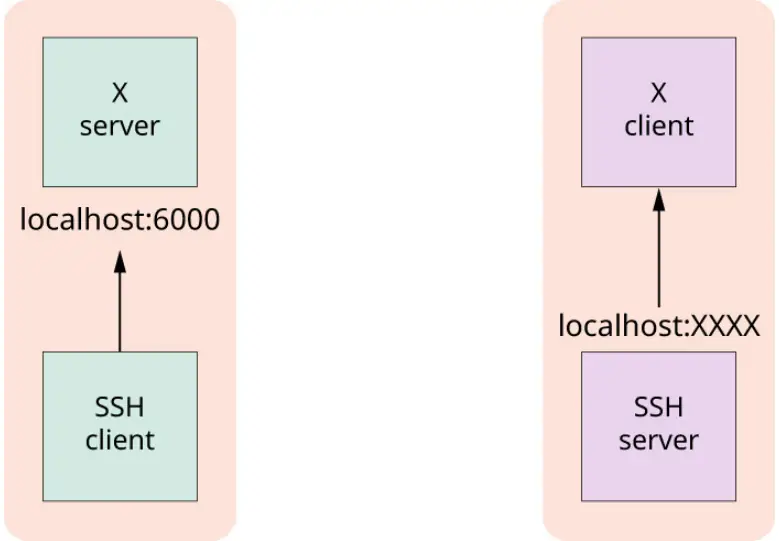 X
server
localhost:6000
SSH
client
X
client
localhost:XXXX
SSH
server